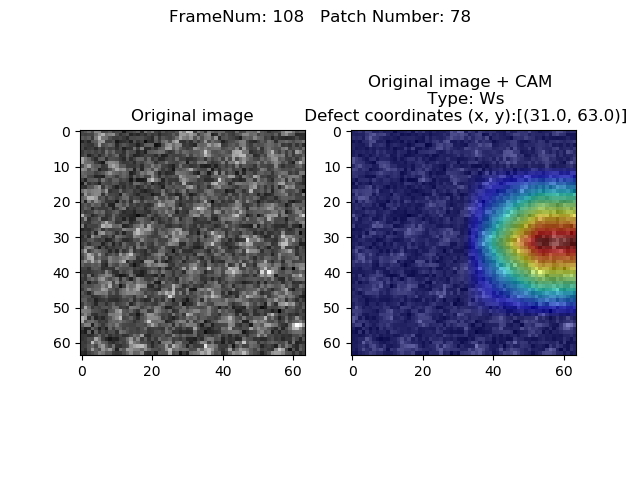 FrameNum: 108   Patch Number: 78
Original image
Original image + CAM
Type: Ws
Defect coordinates (x, y):[(31.0, 63.0)]
0
10
20
30
40
50
60
0 20 40 60
0
10
20
30
40
50
60
0 20 40 60